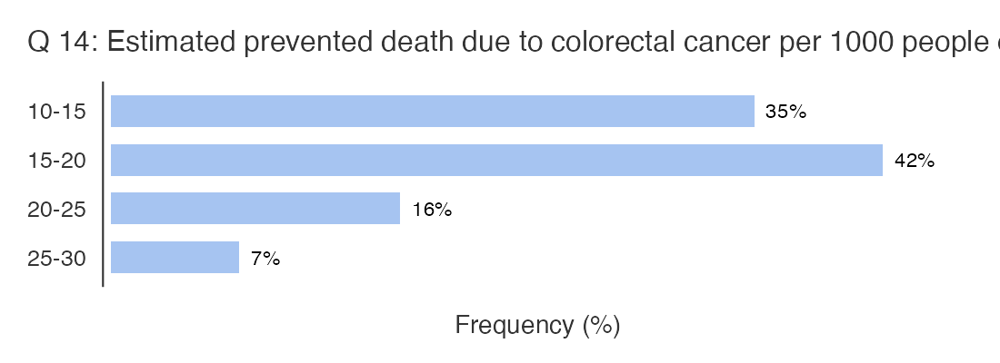 Q 14: Estimated prevented death due to colorectal cancer per 1000 people
10-15 35%
15-20 42%
20-25 16%
25-30 7%
Frequency (%)